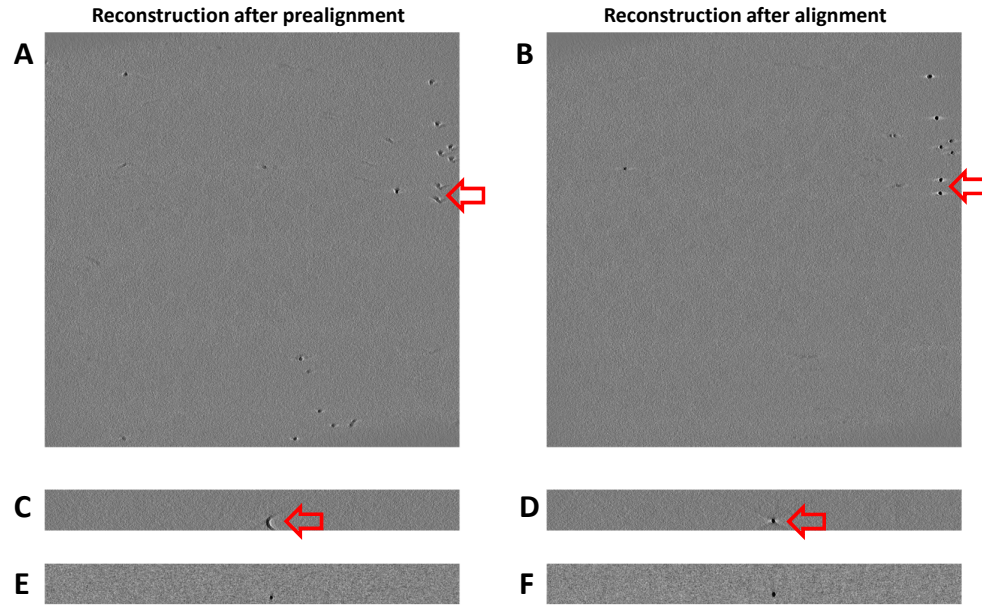 Reconstruction after prealignment
Reconstruction after alignment
A
B
C
D
E
F